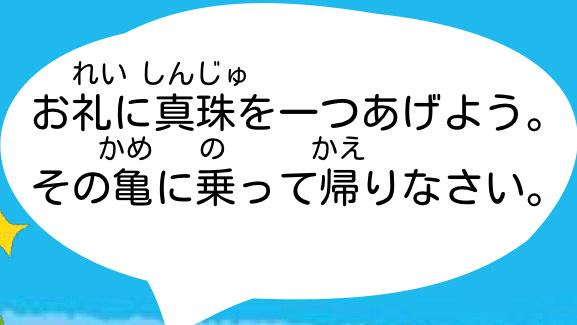 れい しんじゅ
お礼に真珠を一つあげよう。
かめ の かえ
その亀に乗って帰りなさい。